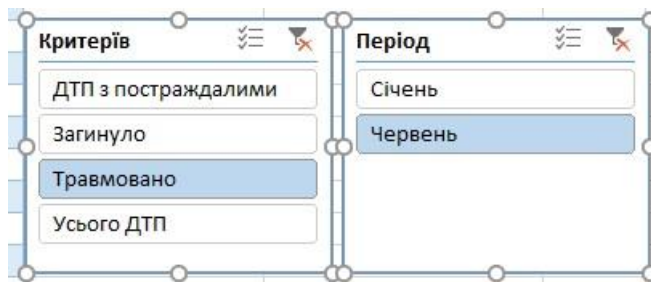 Критерїв
ДТП з постраждалими
Загинуло
Травмовано
Усього ДТП
Період
Січень
Червень